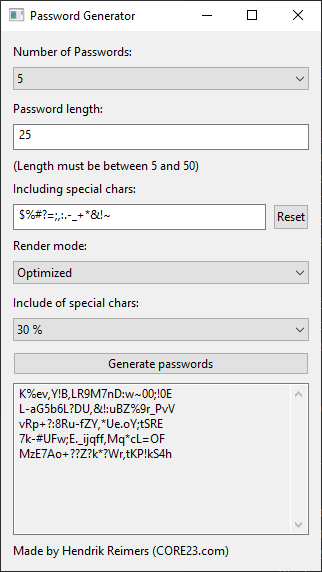 Password Generator
Number of Passwords:
5
Password length:
25
(Length must be between 5 and 50)
Including special chars:
$%#?=;,:.-_+*&!~
Reset
Render mode:
Optimized
Include of special chars:
30 %
Generate passwords
K%ev,Y!B,LR9M7nD:w~00;!0E
L-aG5b6L?DU,&!:uBZ%9r_PvV
vRp+?:8Ru-fZY,*Ue.oY;tSRE
7k-#UFw;E._ijqff,Mq*cL=OF
MzE7Ao+??Z?k*?Wr,tKP!kS4h
Made by Hendrik Reimers (CORE23.com)